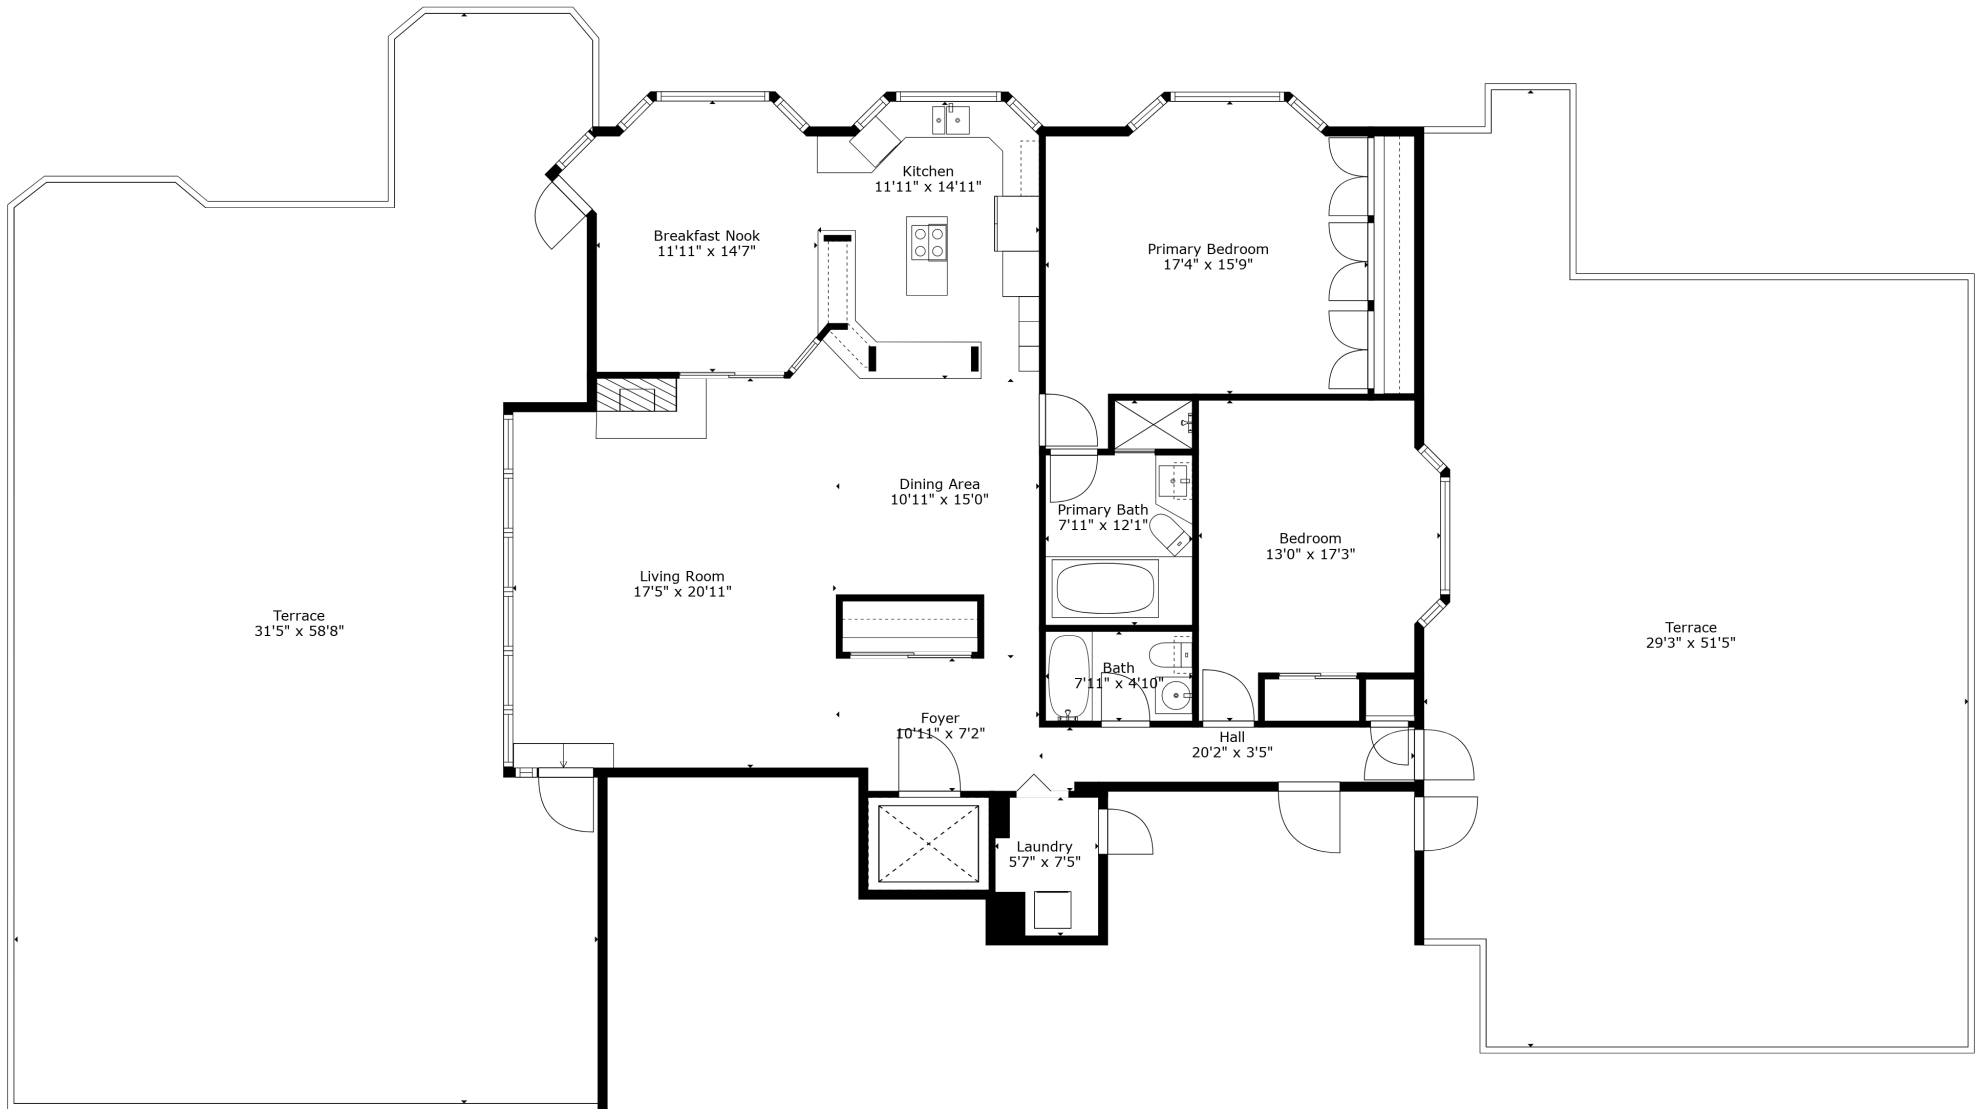 Kitchen
11'11" x 14'11"
Breakfast Nook
11'11" x 14'7"
Primary Bedroom
17'4" x 15'9"
Dining Area
10'11" x 15'0"
Primary Bath
7'11" x 12'1"
Bedroom
13'0" x 17'3"
Living Room
17'5" x 20'11"
Terrace
31'5" x 58'8"
Terrace
29'3" x 51'5"
Bath
7'11" x 4'10"
Foyer
10'11" x 7'2"
Hall
20'2" x 3'5"
Laundry
5'7" x 7'5"